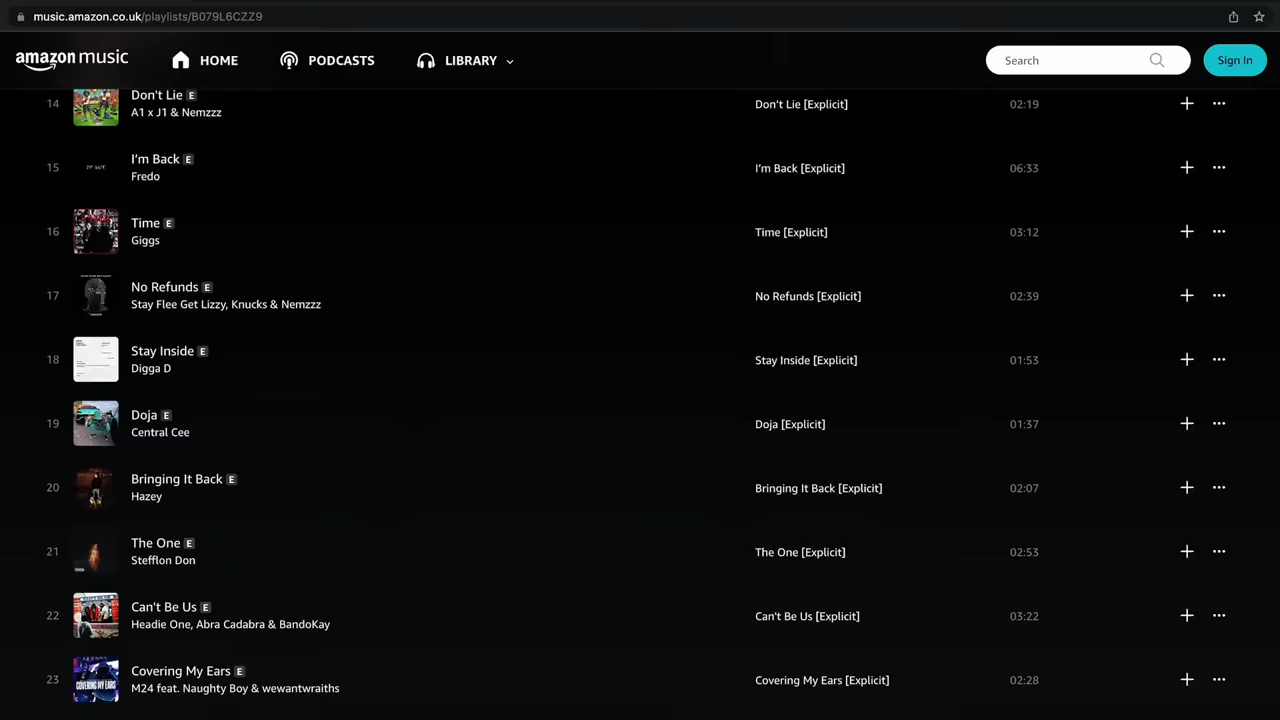 music.amazon.co.uk/playlists/B079L6CZZ9
amazon music HOME PODCASTS LIBRARY Search Sign In
14 Don't Lie E Don’t Lie [Explicit] 02:19
A1 x J1 & Nemzzz
15 I’m Back E I’m Back [Explicit] 06:33
Fredo
16 Time E Time [Explicit] 03:12
Giggs
17 No Refunds E No Refunds [Explicit] 02:39
Stay Flee Get Lizzy, Knucks & Nemzzz
18 Stay Inside E Stay Inside [Explicit] 01:53
Digga D
19 Doja E Doja [Explicit] 01:37
Central Cee
20 Bringing It Back E Bringing It Back [Explicit] 02:07
Hazey
21 The One E The One [Explicit] 02:53
Stefflon Don
22 Can't Be Us E Can't Be Us [Explicit] 03:22
Headie One, Abra Cadabra & BandoKay
23 Covering My Ears E Covering My Ears [Explicit] 02:28
M24 feat. Naughty Boy & wewantwraiths
COVERING MY EARS